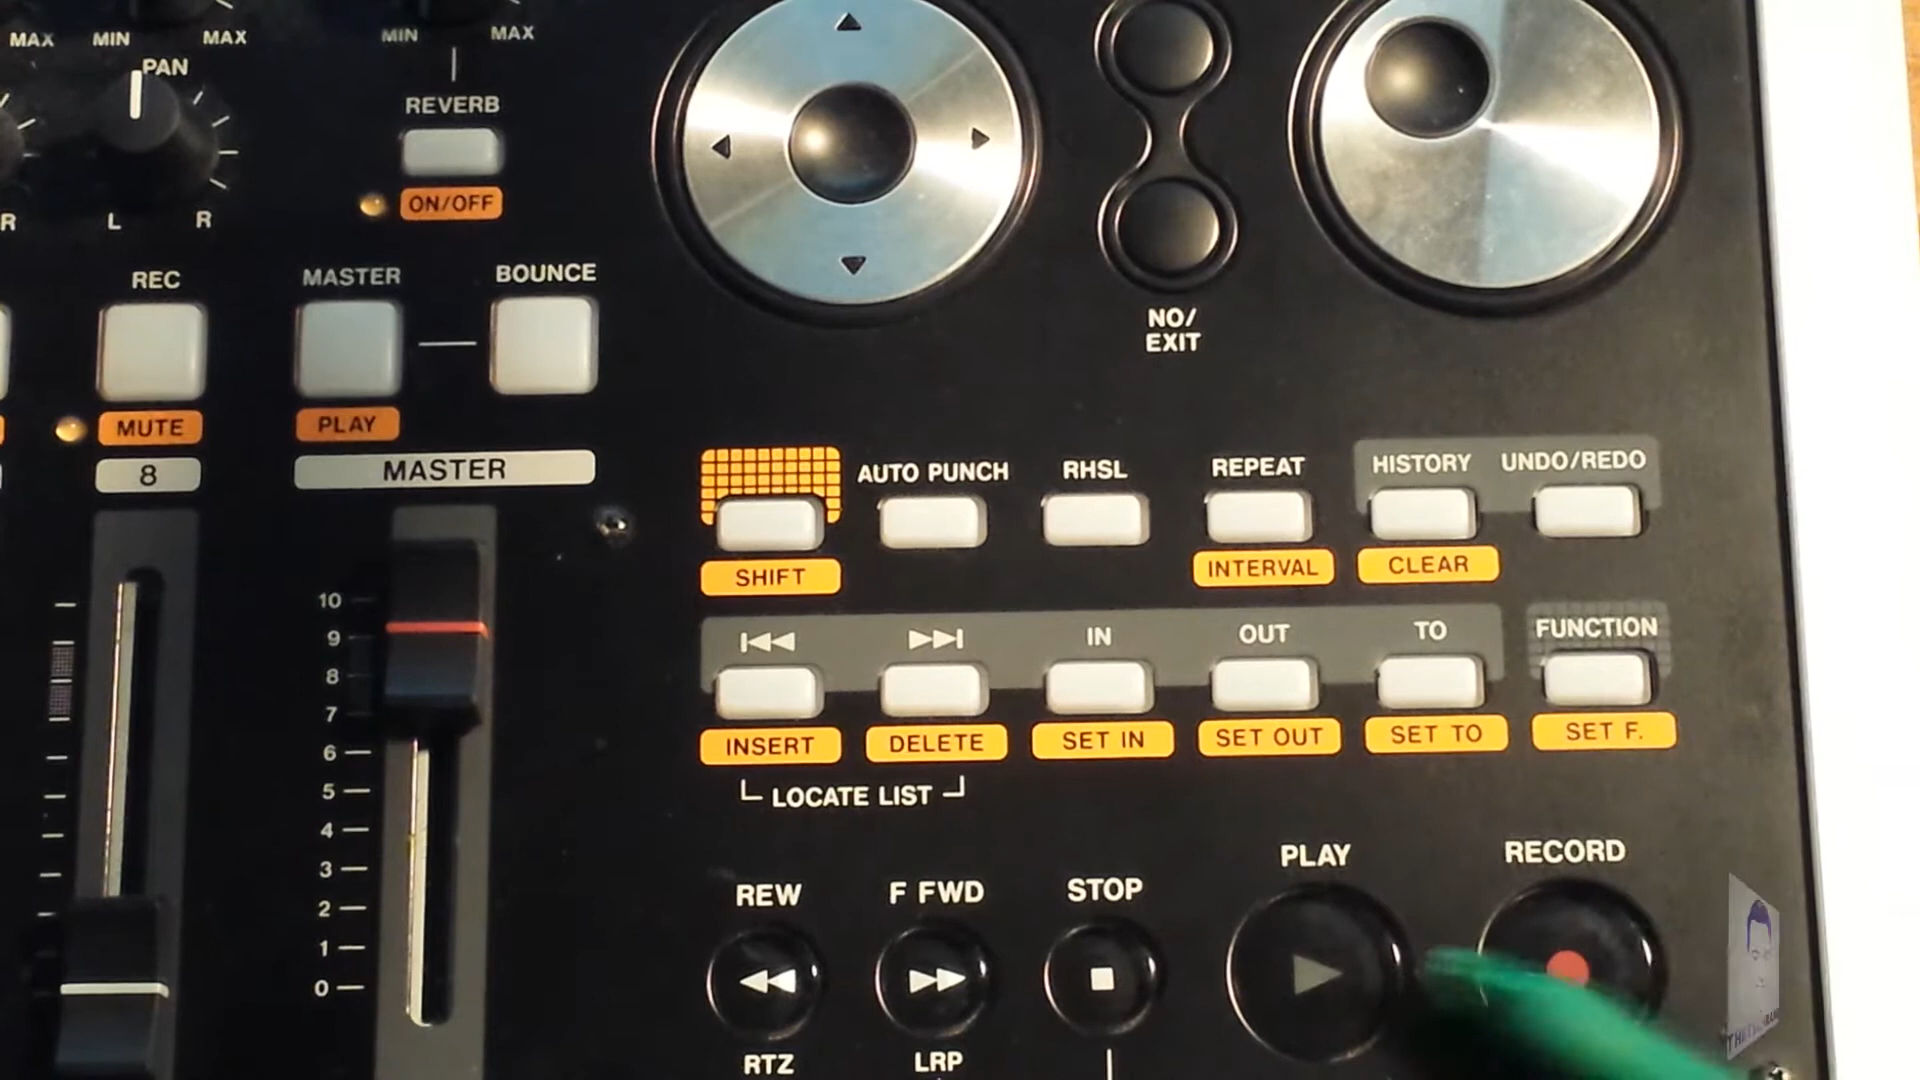 MAX MIN MAX MIN MAX
PAN
REVERB
ON/OFF
R L R
REC MASTER BOUNCE
MUTE PLAY
8 MASTER
NO/
EXIT
AUTO PUNCH RHSL REPEAT HISTORY UNDO/REDO
SHIFT INTERVAL CLEAR
IN OUT TO FUNCTION
INSERT DELETE SET IN SET OUT SET TO SET F.
LOCATE LIST
10
9
8
7
6
5
4
3
2
1
0
REW F FWD STOP PLAY RECORD
RTZ LRP